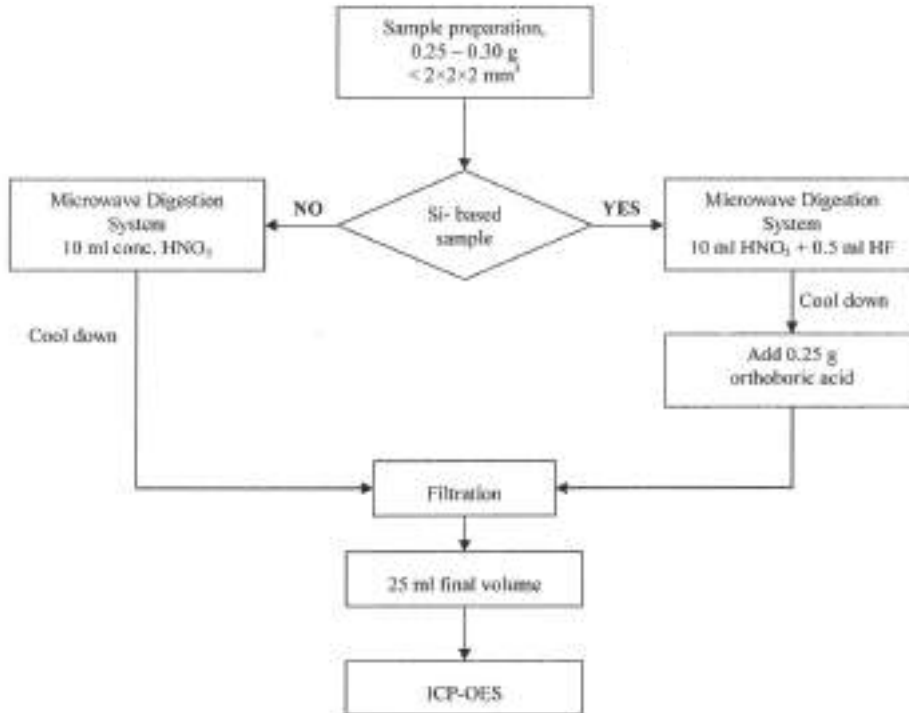 Sample preparation,
0.25 – 0.30 g
< 2×2×2 mm³
Si- based
sample
NO
YES
Microwave Digestion
System
10 ml conc. HNO₃
Microwave Digestion
System
10 ml HNO₃ + 0.5 ml HF
Cool down
Cool down
Add 0.25 g
orthoboric acid
Filtration
25 ml final volume
ICP-OES